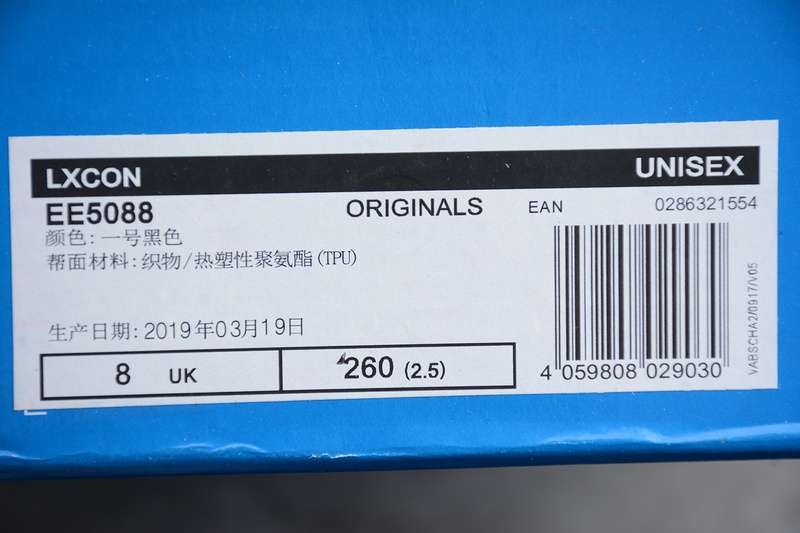 LXCON UNISEX
EE5088 ORIGINALS EAN 0286321554
颜色:一号黑色
帮面材料:织物/热塑性聚氨酯(TPU)
生产日期:2019年03月19日
8 UK 260 (2.5)
4 059808 029030
VABSCHA2/0917/V05